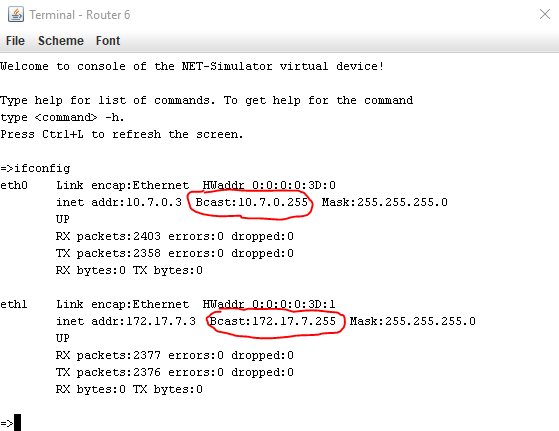 Terminal - Router 6
File Scheme Font
Welcome to console of the NET-Simulator virtual device!
Type help for list of commands. To get help for the command
type <command> -h.
Press Ctrl+L to refresh the screen.
=>ifconfig
eth0 Link encap:Ethernet HWaddr 0:0:0:0:3D:0
inet addr:10.7.0.3 Bcast:10.7.0.255 Mask:255.255.255.0
UP
RX packets:2403 errors:0 dropped:0
TX packets:2358 errors:0 dropped:0
RX bytes:0 TX bytes:0
eth1 Link encap:Ethernet HWaddr 0:0:0:0:3D:1
inet addr:172.17.7.3 Bcast:172.17.7.255 Mask:255.255.255.0
UP
RX packets:2377 errors:0 dropped:0
TX packets:2376 errors:0 dropped:0
RX bytes:0 TX bytes:0
=>